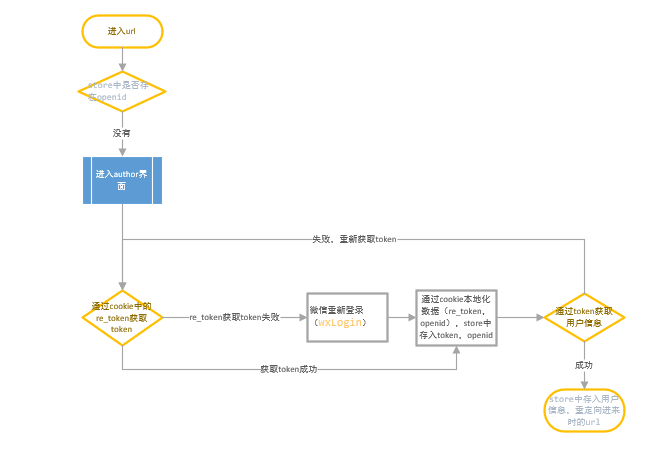 进入url
store中是否存
在openid
没有
进入author界
面
失败，重新获取token
通过cookie中的
re_token获取
token
re_token获取token失败
微信重新登录
（wxLogin）
通过cookie本地化
数据（re_token，
openid），store中
存入token，openid
通过token获取
用户信息
获取token成功
成功
store中存入用户
信息，重定向进来
时的url